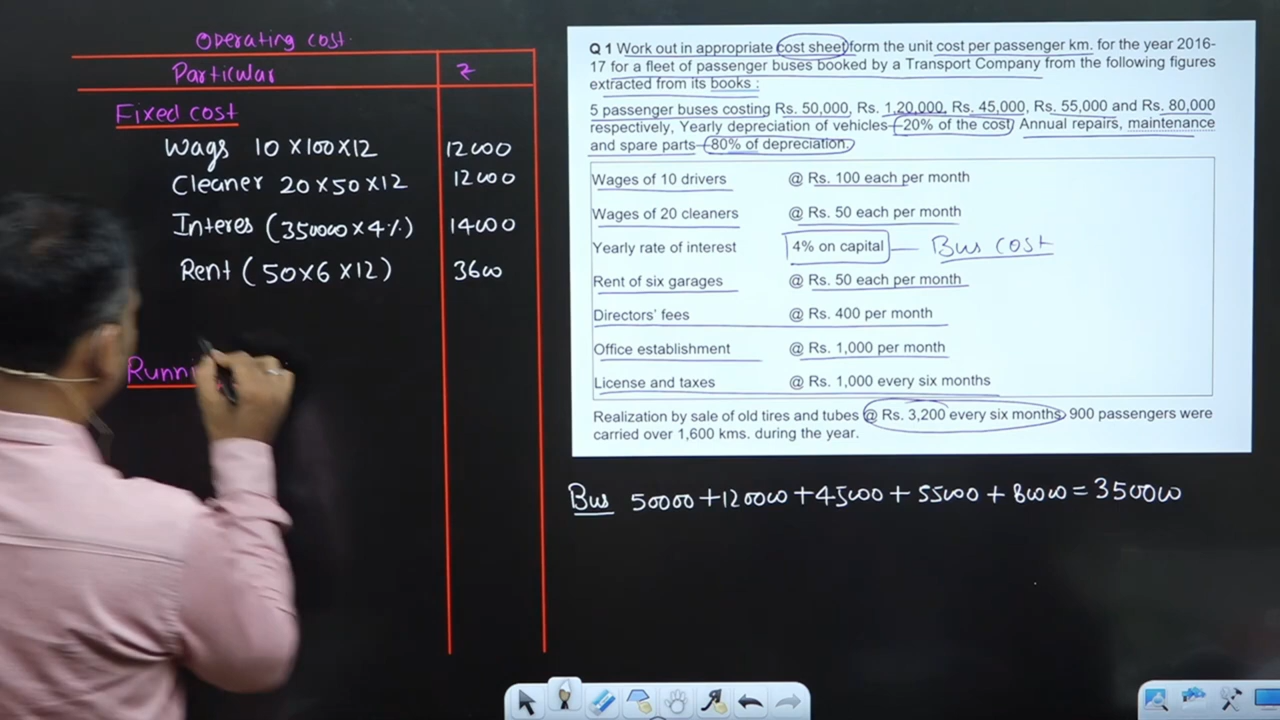 Operating cost.
Particular ₹
Fixed cost
Wags 10 x 100 x 12 12000
Cleaner 20 x 50 x 12 12000
Interes (350000 x 4%) 14000
Rent (50 x 6 x 12) 3600
Runni
Q 1 Work out in appropriate cost sheet form the unit cost per passenger km. for the year 2016-
17 for a fleet of passenger buses booked by a Transport Company from the following figures
extracted from its books :
5 passenger buses costing Rs. 50,000, Rs. 1,20,000, Rs. 45,000, Rs. 55,000 and Rs. 80,000
respectively, Yearly depreciation of vehicles 20% of the cost, Annual repairs, maintenance
and spare parts 80% of depreciation.
Wages of 10 drivers @ Rs. 100 each per month
Wages of 20 cleaners @ Rs. 50 each per month
Yearly rate of interest 4% on capital — Bus cost
Rent of six garages @ Rs. 50 each per month
Directors' fees @ Rs. 400 per month
Office establishment @ Rs. 1,000 per month
License and taxes @ Rs. 1,000 every six months
Realization by sale of old tires and tubes @ Rs. 3,200 every six months 900 passengers were
carried over 1,600 kms. during the year.
Bus 50000 + 120000 + 45000 + 55000 + 80000 = 350000